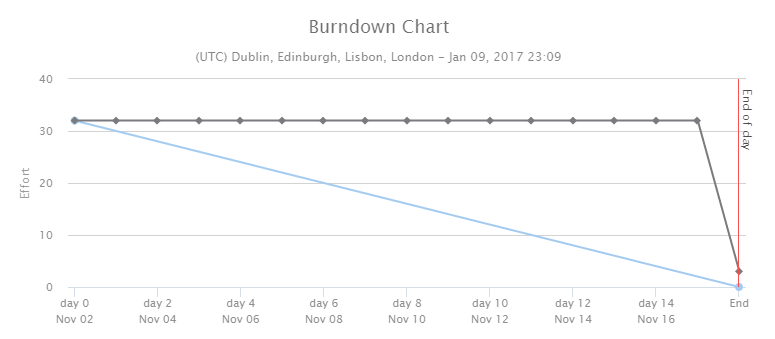 Burndown Chart
(UTC) Dublin, Edinburgh, Lisbon, London - Jan 09, 2017 23:09
40
30
20
10
0
Effort
End of day
day 0 day 2 day 4 day 6 day 8 day 10 day 12 day 14 End
Nov 02 Nov 04 Nov 06 Nov 08 Nov 10 Nov 12 Nov 14 Nov 16